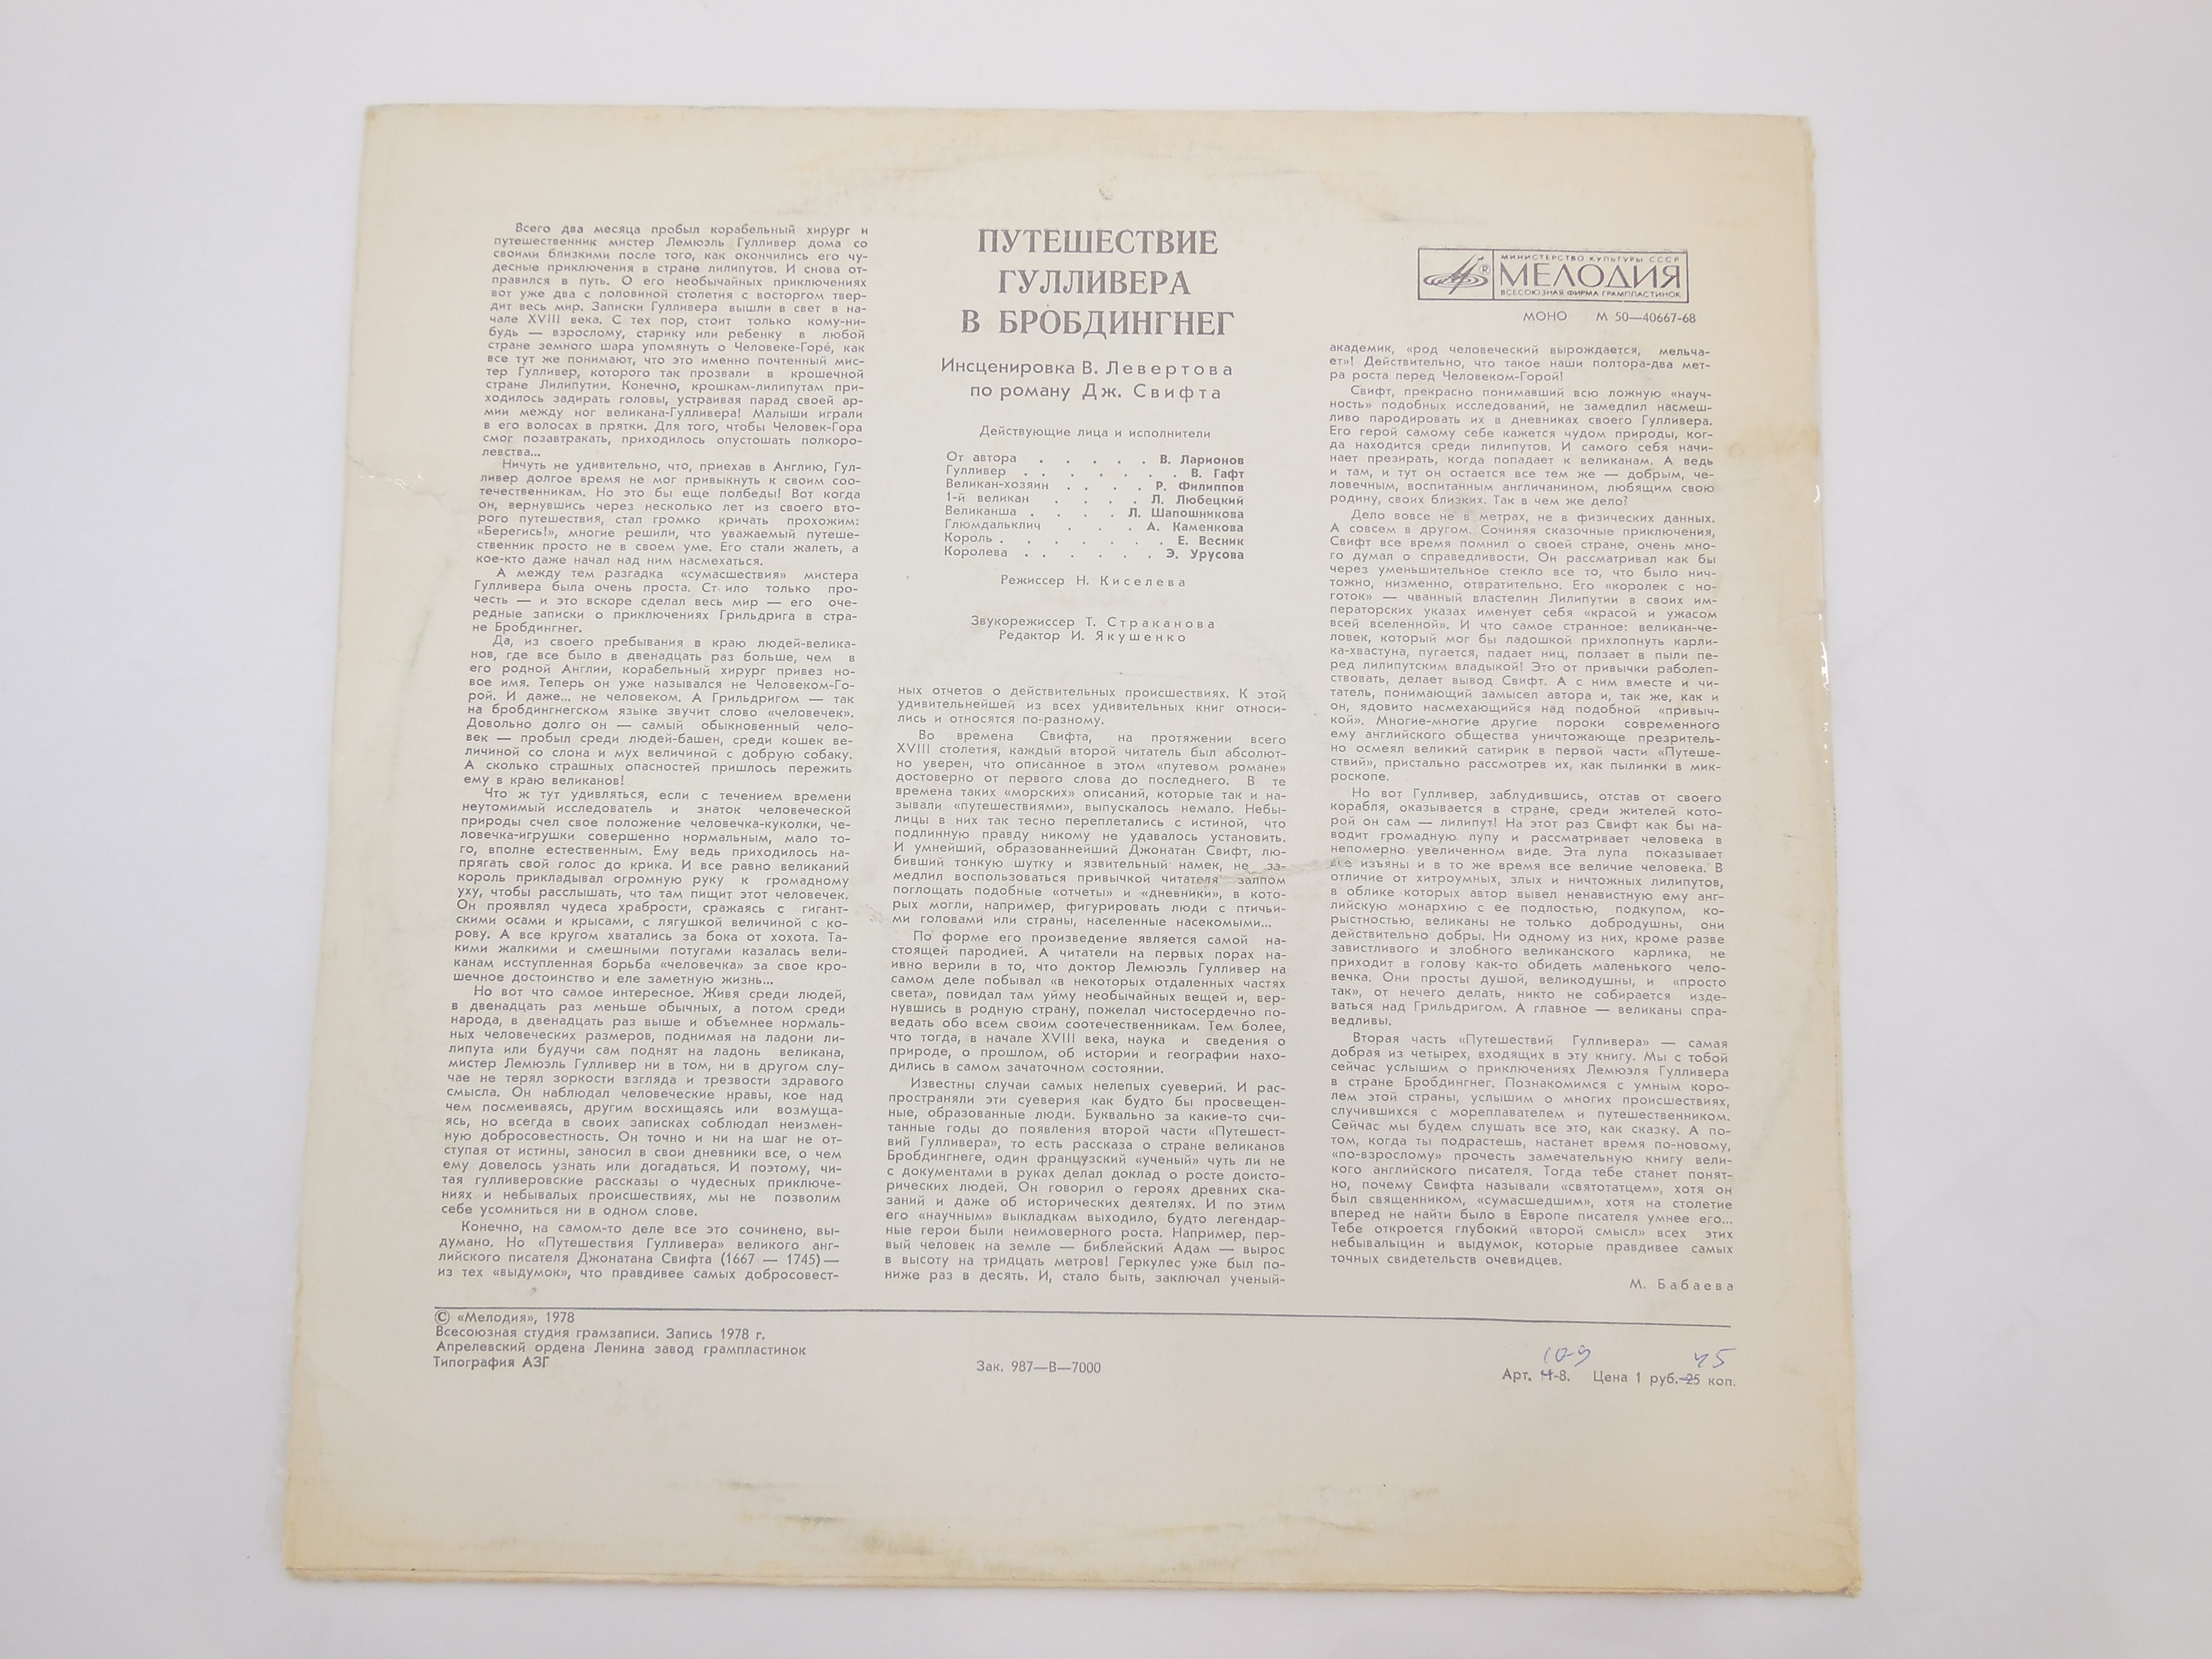 Всего два месяца пробыл корабельный хирург и
путешественник мистер Лемюэль Гулливер дома со
своими близкими после того, как окончились его чу-
десные приключения в стране лилипутов. И снова от-
правился в путь. О его необычайных приключениях
вот уже два с половиной столетия с восторгом твер-
дит весь мир. Записки Гулливера вышли в свет в на-
чале XVIII века. С тех пор, стоит только кому-ни-
будь — взрослому, старику или ребенку в любой
стране земного шара упомянуть о Человеке-Горе́, как
все тут же понимают, что это именно почтенный мис-
тер Гулливер, которого так прозвали в крошечной
стране Лилипутии. Конечно, крошкам-лилипутам при-
ходилось задирать головы, устраивая парад своей ар-
мии между ног великана-Гулливера! Малыши играли
в его волосах в прятки. Для того, чтобы Человек-Гора
смог позавтракать, приходилось опустошать полкоро-
левства...
Ничуть не удивительно, что, приехав в Англию, Гул-
ливер долгое время не мог привыкнуть к своим соо-
течественникам. Но это бы еще полбеды! Вот когда
он, вернувшись через несколько лет из своего вто-
рого путешествия, стал громко кричать прохожим:
«Берегись!», многие решили, что уважаемый путеше-
ственник просто не в своем уме. Его стали жалеть, а
кое-кто даже начал над ним насмехаться.
А между тем разгадка «сумасшествия» мистера
Гулливера была очень проста. Ст ило только про-
честь — и это вскоре сделал весь мир — его оче-
редные записки о приключениях Грильдрига в стра-
не Бробдингнег.
Да, из своего пребывания в краю людей-велика-
нов, где все было в двенадцать раз больше, чем в
его родной Англии, корабельный хирург привез но-
вое имя. Теперь он уже назывался не Человеком-Го-
рой. И даже... не человеком. А Грильдригом — так
на бробдингнегском языке звучит слово «человечек».
Довольно долго он — самый обыкновенный чело-
век — пробыл среди людей-башен, среди кошек ве-
личиной со слона и мух величиной с добрую собаку.
А сколько страшных опасностей пришлось пережить
ему в краю великанов!
Что ж тут удивляться, если с течением времени
неутомимый исследователь и знаток человеческой
природы счел свое положение человечка-куколки, че-
ловечка-игрушки совершенно нормальным, мало то-
го, вполне естественным. Ему ведь приходилось на-
прягать свой голос до крика. И все равно великаний
король прикладывал огромную руку к громадному
уху, чтобы расслышать, что там пищит этот человечек.
Он проявлял чудеса храбрости, сражаясь с гигант-
скими осами и крысами, с лягушкой величиной с ко-
рову. А все кругом хватались за бока от хохота. Та-
кими жалкими и смешными потугами казалась вели-
канам исступленная борьба «человечка» за свое кро-
шечное достоинство и еле заметную жизнь...
Но вот что самое интересное. Живя среди людей,
в двенадцать раз меньше обычных, а потом среди
народа, в двенадцать раз выше и объемнее нормаль-
ных человеческих размеров, поднимая на ладони ли-
липута или будучи сам поднят на ладонь великана,
мистер Лемюэль Гулливер ни в том, ни в другом слу-
чае не терял зоркости взгляда и трезвости здравого
смысла. Он наблюдал человеческие нравы, кое над
чем посмеиваясь, другим восхищаясь или возмуща-
ясь, но всегда в своих записках соблюдал неизмен-
ную добросовестность. Он точно и ни на шаг не от-
ступая от истины, заносил в свои дневники все, о чем
ему довелось узнать или догадаться. И поэтому, чи-
тая гулливеровские рассказы о чудесных приключе-
ниях и небывалых происшествиях, мы не позволим
себе усомниться ни в одном слове.
Конечно, на самом-то деле все это сочинено, вы-
думано. Но «Путешествия Гулливера» великого анг-
лийского писателя Джонатана Свифта (1667 — 1745) —
из тех «выдумок», что правдивее самых добросовест-
ПУТЕШЕСТВИЕ
ГУЛЛИВЕРА
В БРОБДИНГНЕГ
Инсценировка В. Левертова
по роману Дж. Свифта
Действующие лица и исполнители
От автора . . . . . В. Ларионов
Гулливер . . . . . . В. Гафт
Великан-хозяин . . . . Р. Филиппов
1-й великан . . . . Л. Любецкий
Великанша . . . . Л. Шапошникова
Глюмдальклич . . . А. Каменкова
Король . . . . . . . Е. Весник
Королева . . . . . . Э. Урусова
Режиссер Н. Киселева
Звукорежиссер Т. Страканова
Редактор И. Якушенко
ных отчетов о действительных происшествиях. К этой
удивительнейшей из всех удивительных книг относи-
лись и относятся по-разному.
Во времена Свифта, на протяжении всего
XVIII столетия, каждый второй читатель был абсолют-
но уверен, что описанное в этом «путевом романе»
достоверно от первого слова до последнего. В те
времена таких «морских» описаний, которые так и на-
зывали «путешествиями», выпускалось немало. Небы-
лицы в них так тесно переплетались с истиной, что
подлинную правду никому не удавалось установить.
И умнейший, образованнейший Джонатан Свифт, лю-
бивший тонкую шутку и язвительный намек, не за-
медлил воспользоваться привычкой читателя залпом
поглощать подобные «отчеты» и «дневники», в кото-
рых могли, например, фигурировать люди с птичьи-
ми головами или страны, населенные насекомыми...
По форме его произведение является самой на-
стоящей пародией. А читатели на первых порах на-
ивно верили в то, что доктор Лемюэль Гулливер на
самом деле побывал «в некоторых отдаленных частях
света», повидал там уйму необычайных вещей и, вер-
нувшись в родную страну, пожелал чистосердечно по-
ведать обо всем своим соотечественникам. Тем более,
что тогда, в начале XVIII века, наука и сведения о
природе, о прошлом, об истории и географии нахо-
дились в самом зачаточном состоянии.
Известны случаи самых нелепых суеверий. И рас-
пространяли эти суеверия как будто бы просвещен-
ные, образованные люди. Буквально за какие-то счи-
танные годы до появления второй части «Путешест-
вий Гулливера», то есть рассказа о стране великанов
Бробдингнеге, один французский «ученый» чуть ли не
с документами в руках делал доклад о росте доисто-
рических людей. Он говорил о героях древних ска-
заний и даже об исторических деятелях. И по этим
его «научным» выкладкам выходило, будто легендар-
ные герои были неимоверного роста. Например, пер-
вый человек на земле — библейский Адам — вырос
в высоту на тридцать метров! Геркулес уже был по-
ниже раз в десять. И, стало быть, заключал ученый-
МИНИСТЕРСТВО КУЛЬТУРЫ СССР
МЕЛОДИЯ
ВСЕСОЮЗНАЯ ФИРМА ГРАМПЛАСТИНОК
МОНО М 50—40667-68
академик, «род человеческий вырождается, мельча-
ет»! Действительно, что такое наши полтора-два мет-
ра роста перед Человеком-Горой!
Свифт, прекрасно понимавший всю ложную «науч-
ность» подобных исследований, не замедлил насмеш-
ливо пародировать их в дневниках своего Гулливера.
Его герой самому себе кажется чудом природы, ког-
да находится среди лилипутов. И самого себя начи-
нает презирать, когда попадает к великанам. А ведь
и там, и тут он остается все тем же — добрым, че-
ловечным, воспитанным англичанином, любящим свою
родину, своих близких. Так в чем же дело?
Дело вовсе не в метрах, не в физических данных.
А совсем в другом. Сочиняя сказочные приключения,
Свифт все время помнил о своей стране, очень мно-
го думал о справедливости. Он рассматривал как бы
через уменьшительное стекло все то, что было нич-
тожно, низменно, отвратительно. Его «королек с но-
готок» — чванный властелин Лилипутии в своих им-
ператорских указах именует себя «красой и ужасом
всей вселенной». И что самое странное: великан-че-
ловек, который мог бы ладошкой прихлопнуть карли-
ка-хвастуна, пугается, падает ниц, ползает в пыли пе-
ред лилипутским владыкой! Это от привычки раболеп-
ствовать, делает вывод Свифт. А с ним вместе и чи-
татель, понимающий замысел автора и, так же, как и
он, ядовито насмехающийся над подобной «привыч-
кой». Многие-многие другие пороки современного
ему английского общества уничтожающе презритель-
но осмеял великий сатирик в первой части «Путеше-
ствий», пристально рассмотрев их, как пылинки в мик-
роскопе.
Но вот Гулливер, заблудившись, отстав от своего
корабля, оказывается в стране, среди жителей кото-
рой он сам — лилипут! На этот раз Свифт как бы на-
водит громадную лупу и рассматривает человека в
непомерно увеличенном виде. Эта лупа показывает
все изъяны и в то же время все величие человека. В
отличие от хитроумных, злых и ничтожных лилипутов,
в облике которых автор вывел ненавистную ему анг-
лийскую монархию с ее подлостью, подкупом, ко-
рыстностью, великаны не только добродушны, они
действительно добры. Ни одному из них, кроме разве
завистливого и злобного великанского карлика, не
приходит в голову как-то обидеть маленького чело-
вечка. Они просты душой, великодушны, и «просто
так», от нечего делать, никто не собирается изде-
ваться над Грильдригом. А главное — великаны спра-
ведливы.
Вторая часть «Путешествий Гулливера» — самая
добрая из четырех, входящих в эту книгу. Мы с тобой
сейчас услышим о приключениях Лемюэля Гулливера
в стране Бробдингнег. Познакомимся с умным коро-
лем этой страны, услышим о многих происшествиях,
случившихся с мореплавателем и путешественником.
Сейчас мы будем слушать все это, как сказку. А по-
том, когда ты подрастешь, настанет время по-новому,
«по-взрослому» прочесть замечательную книгу вели-
кого английского писателя. Тогда тебе станет понят-
но, почему Свифта называли «святотатцем», хотя он
был священником, «сумасшедшим», хотя на столетие
вперед не найти было в Европе писателя умнее его...
Тебе откроется глубокий «второй смысл» всех этих
небывальщин и выдумок, которые правдивее самых
точных свидетельств очевидцев.
М. Бабаева
© «Мелодия», 1978
Всесоюзная студия грамзаписи. Запись 1978 г.
Апрелевский ордена Ленина завод грампластинок
Типография АЗГ
Зак. 987—В—7000
10-9 45
Арт. Ч-8. Цена 1 руб. 25 коп.